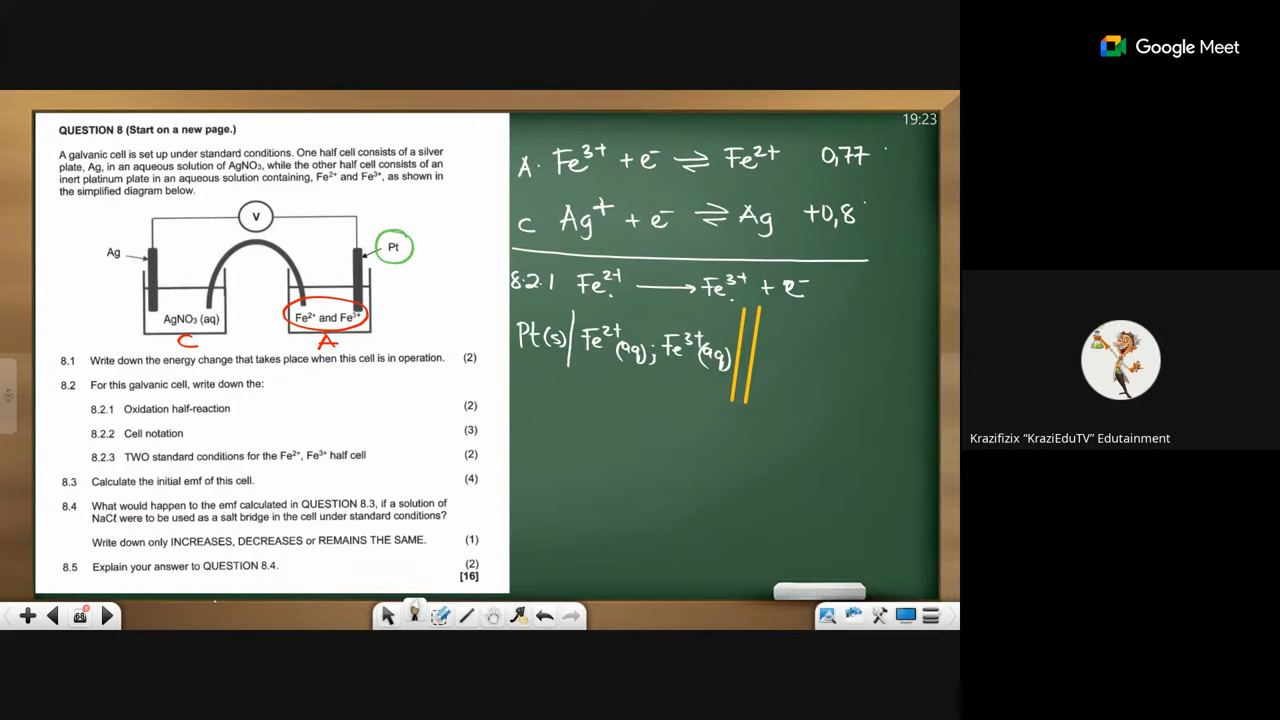 Google Meet
19:23
QUESTION 8 (Start on a new page.)
A galvanic cell is set up under standard conditions. One half cell consists of a silver
plate, Ag, in an aqueous solution of AgNO₃, while the other half cell consists of an
inert platinum plate in an aqueous solution containing, Fe²⁺ and Fe³⁺, as shown in
the simplified diagram below.
V
Ag
Pt
AgNO₃ (aq)
Fe²⁺ and Fe³⁺
C
A
8.1 Write down the energy change that takes place when this cell is in operation. (2)
8.2 For this galvanic cell, write down the:
8.2.1 Oxidation half-reaction (2)
8.2.2 Cell notation (3)
8.2.3 TWO standard conditions for the Fe²⁺, Fe³⁺ half cell (2)
8.3 Calculate the initial emf of this cell. (4)
8.4 What would happen to the emf calculated in QUESTION 8.3, if a solution of
NaCℓ were to be used as a salt bridge in the cell under standard conditions?
Write down only INCREASES, DECREASES or REMAINS THE SAME. (1)
8.5 Explain your answer to QUESTION 8.4. (2)
[16]
A. Fe³⁺ + e⁻ ⇌ Fe²⁺ 0,77
C Ag⁺ + e⁻ ⇌ Ag +0,8
8.2.1 Fe²⁺ → Fe³⁺ + e⁻
Pt(s) | Fe²⁺(aq); Fe³⁺(aq) ||
68
Krazifizix "KraziEduTV" Edutainment